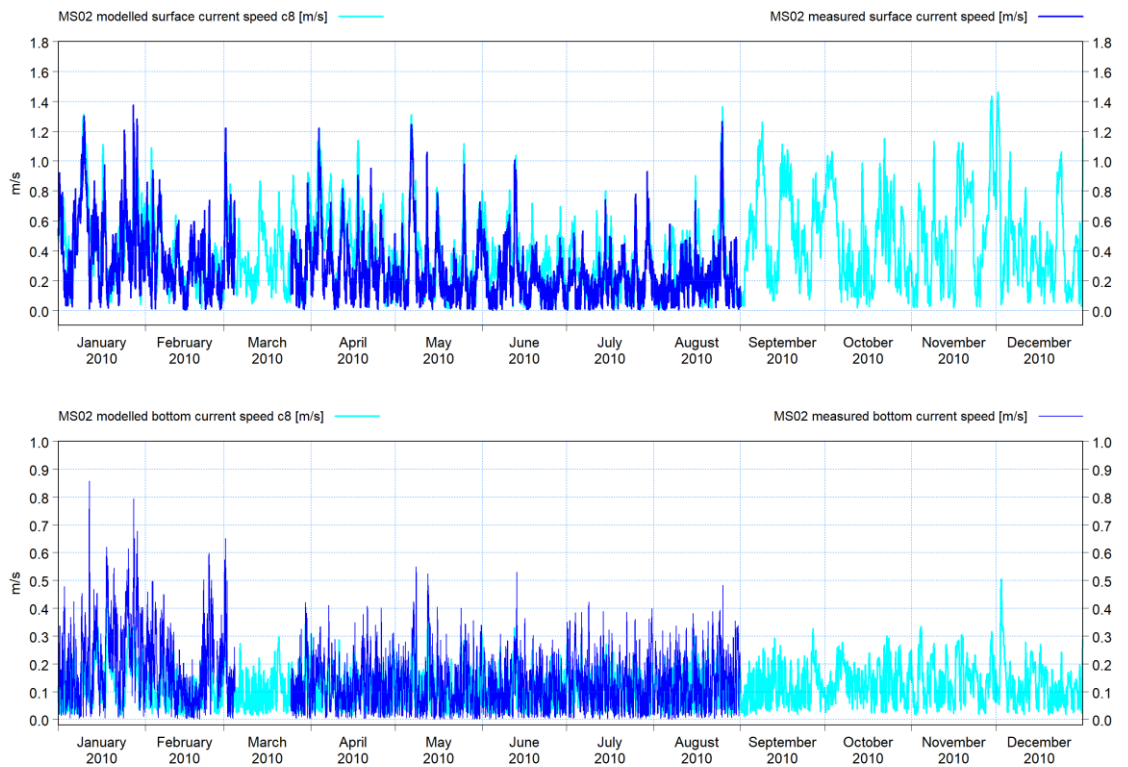 MS02 modelled surface current speed c8 [m/s] MS02 measured surface current speed [m/s]
1.8 1.8
1.6 1.6
1.4 1.4
1.2 1.2
1.0 1.0
m/s
0.8 0.8
0.6 0.6
0.4 0.4
0.2 0.2
0.0 0.0
January February March April May June July August September October November December
2010 2010 2010 2010 2010 2010 2010 2010 2010 2010 2010 2010
MS02 modelled bottom current speed c8 [m/s] MS02 measured bottom current speed [m/s]
1.0 1.0
0.9 0.9
0.8 0.8
0.7 0.7
0.6 0.6
m/s
0.5 0.5
0.4 0.4
0.3 0.3
0.2 0.2
0.1 0.1
0.0 0.0
January February March April May June July August September October November December
2010 2010 2010 2010 2010 2010 2010 2010 2010 2010 2010 2010